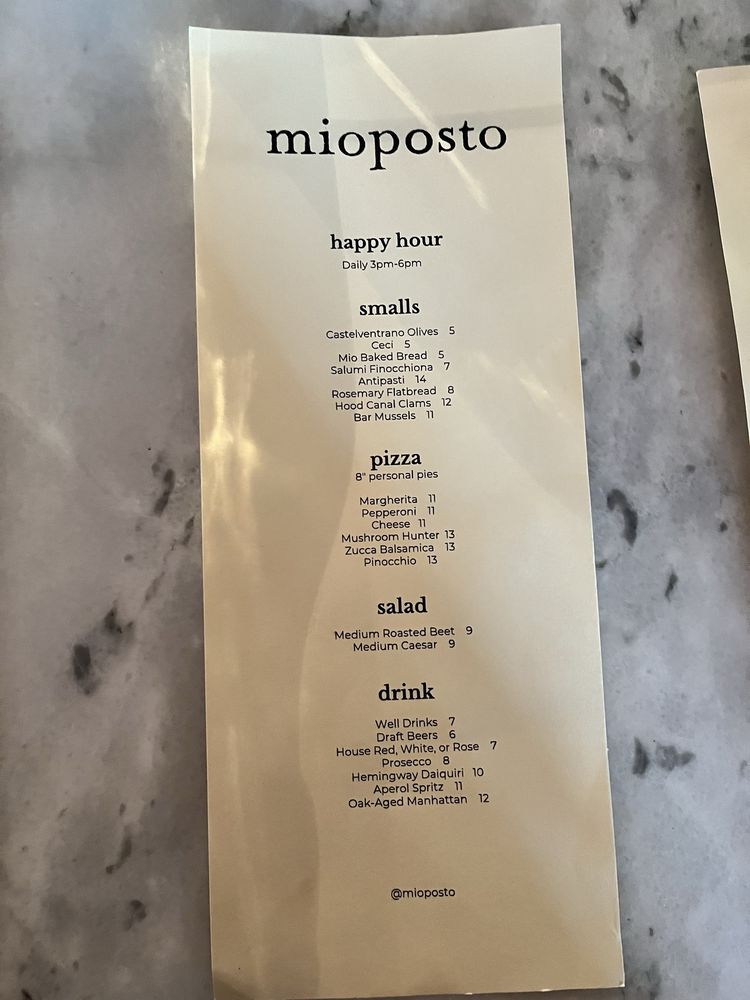 mioposto
happy hour
Daily 3pm-6pm
smalls
Castelventrano Olives 5
Ceci 5
Mio Baked Bread 5
Salumi Finocchiona 7
Antipasti 14
Rosemary Flatbread 8
Hood Canal Clams 12
Bar Mussels 11
pizza
8" personal pies
Margherita 11
Pepperoni 11
Cheese 11
Mushroom Hunter 13
Zucca Balsamica 13
Pinocchio 13
salad
Medium Roasted Beet 9
Medium Caesar 9
drink
Well Drinks 7
Draft Beers 6
House Red, White, or Rose 7
Prosecco 8
Hemingway Daiquiri 10
Aperol Spritz 11
Oak-Aged Manhattan 12
@mioposto